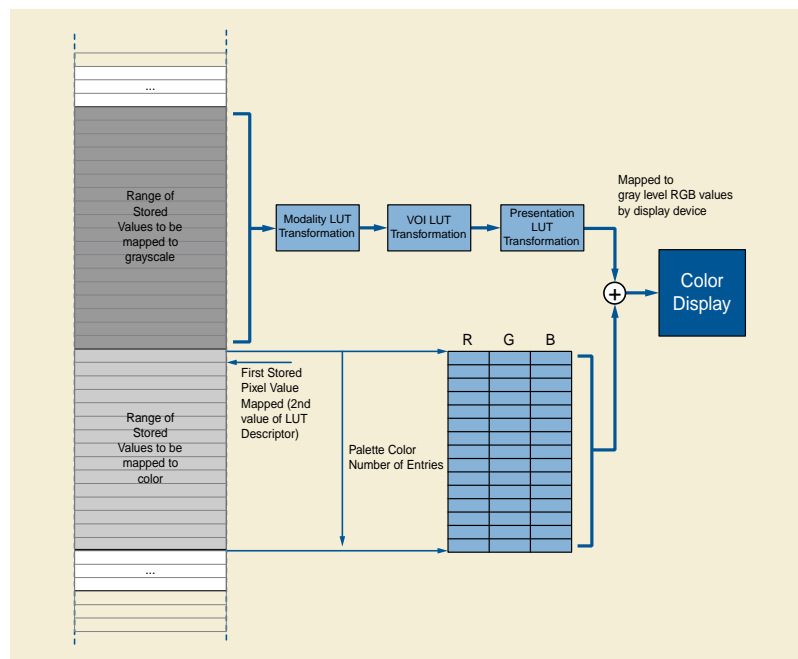 ...
Range of
Stored
Values to be
mapped to
grayscale
Modality LUT
Transformation
VOI LUT
Transformation
Presentation
LUT
Transformation
Mapped to
gray level RGB values
by display device
+
Color
Display
R G B
First Stored
Pixel Value
Mapped (2nd
value of LUT
Descriptor)
Range of
Stored
Values to be
mapped to
color
Palette Color
Number of Entries
...